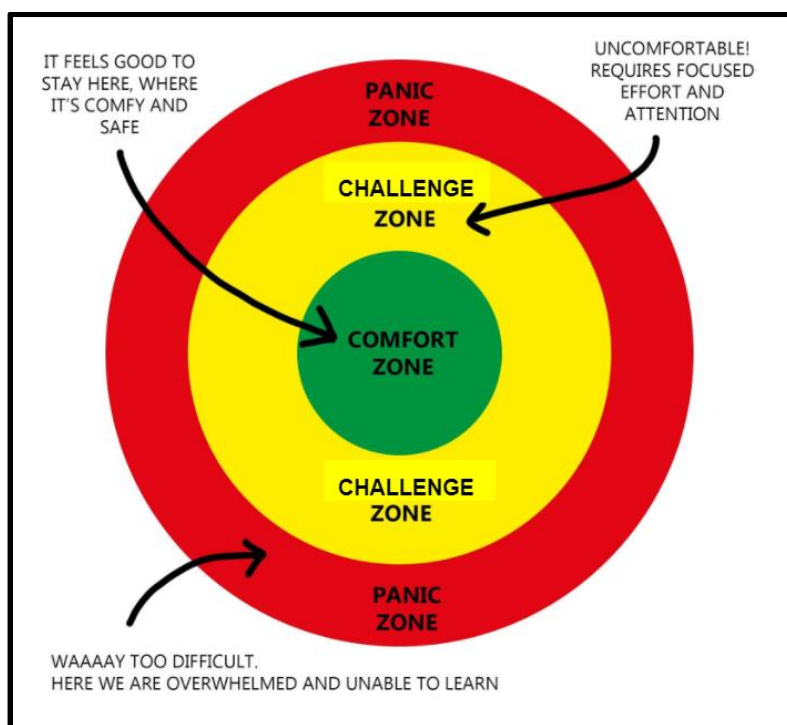 IT FEELS GOOD TO
STAY HERE, WHERE
IT'S COMFY AND
SAFE
UNCOMFORTABLE!
REQUIRES FOCUSED
EFFORT AND
ATTENTION
PANIC
ZONE
CHALLENGE
ZONE
COMFORT
ZONE
CHALLENGE
ZONE
PANIC
ZONE
WAAAAY TOO DIFFICULT.
HERE WE ARE OVERWHELMED AND UNABLE TO LEARN